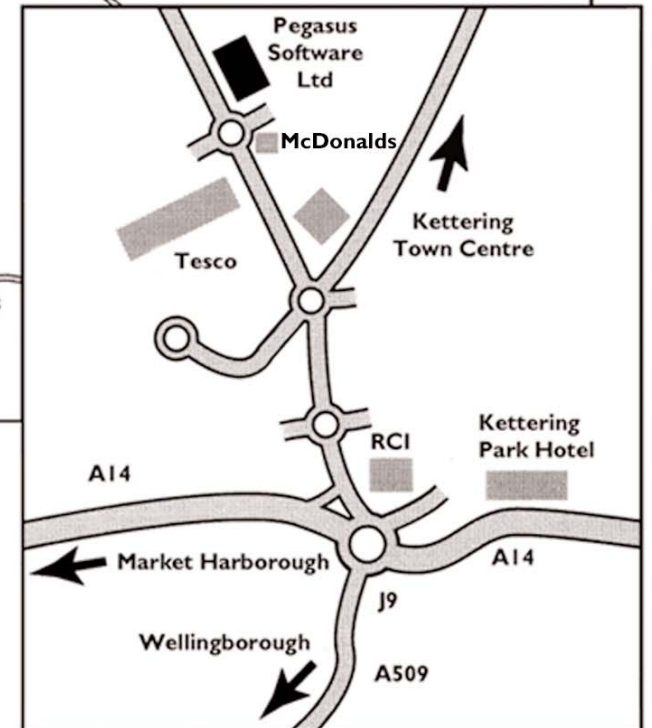 Pegasus
Software
Ltd
McDonalds
Kettering
Town Centre
Tesco
RCI
Kettering
Park Hotel
A14
Market Harborough
A14
J9
Wellingborough
A509